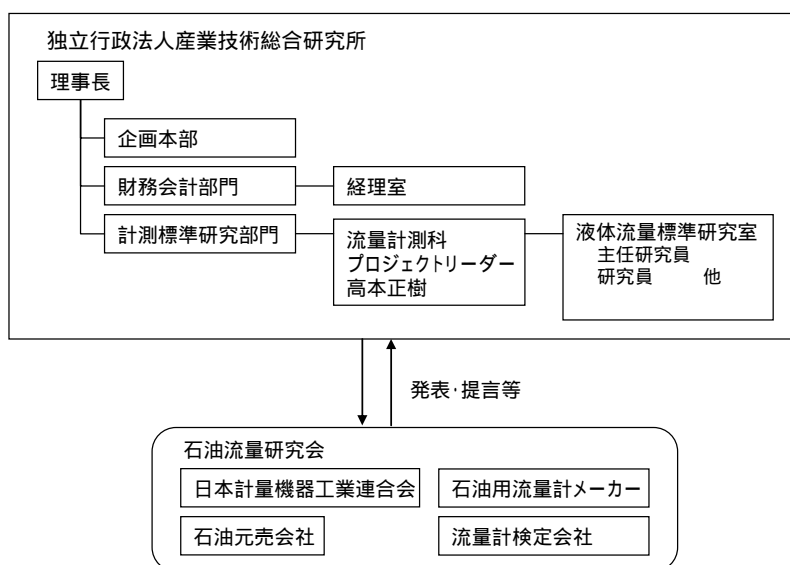 独立行政法人産業技術総合研究所
理事長
企画本部
財務会計部門
経理室
計測標準研究部門
流量計測科
プロジェクトリーダー
高本正樹
液体流量標準研究室
主任研究員
研究員　　他
発表・提言等
石油流量研究会
日本計量機器工業連合会
石油用流量計メーカー
石油元売会社
流量計検定会社